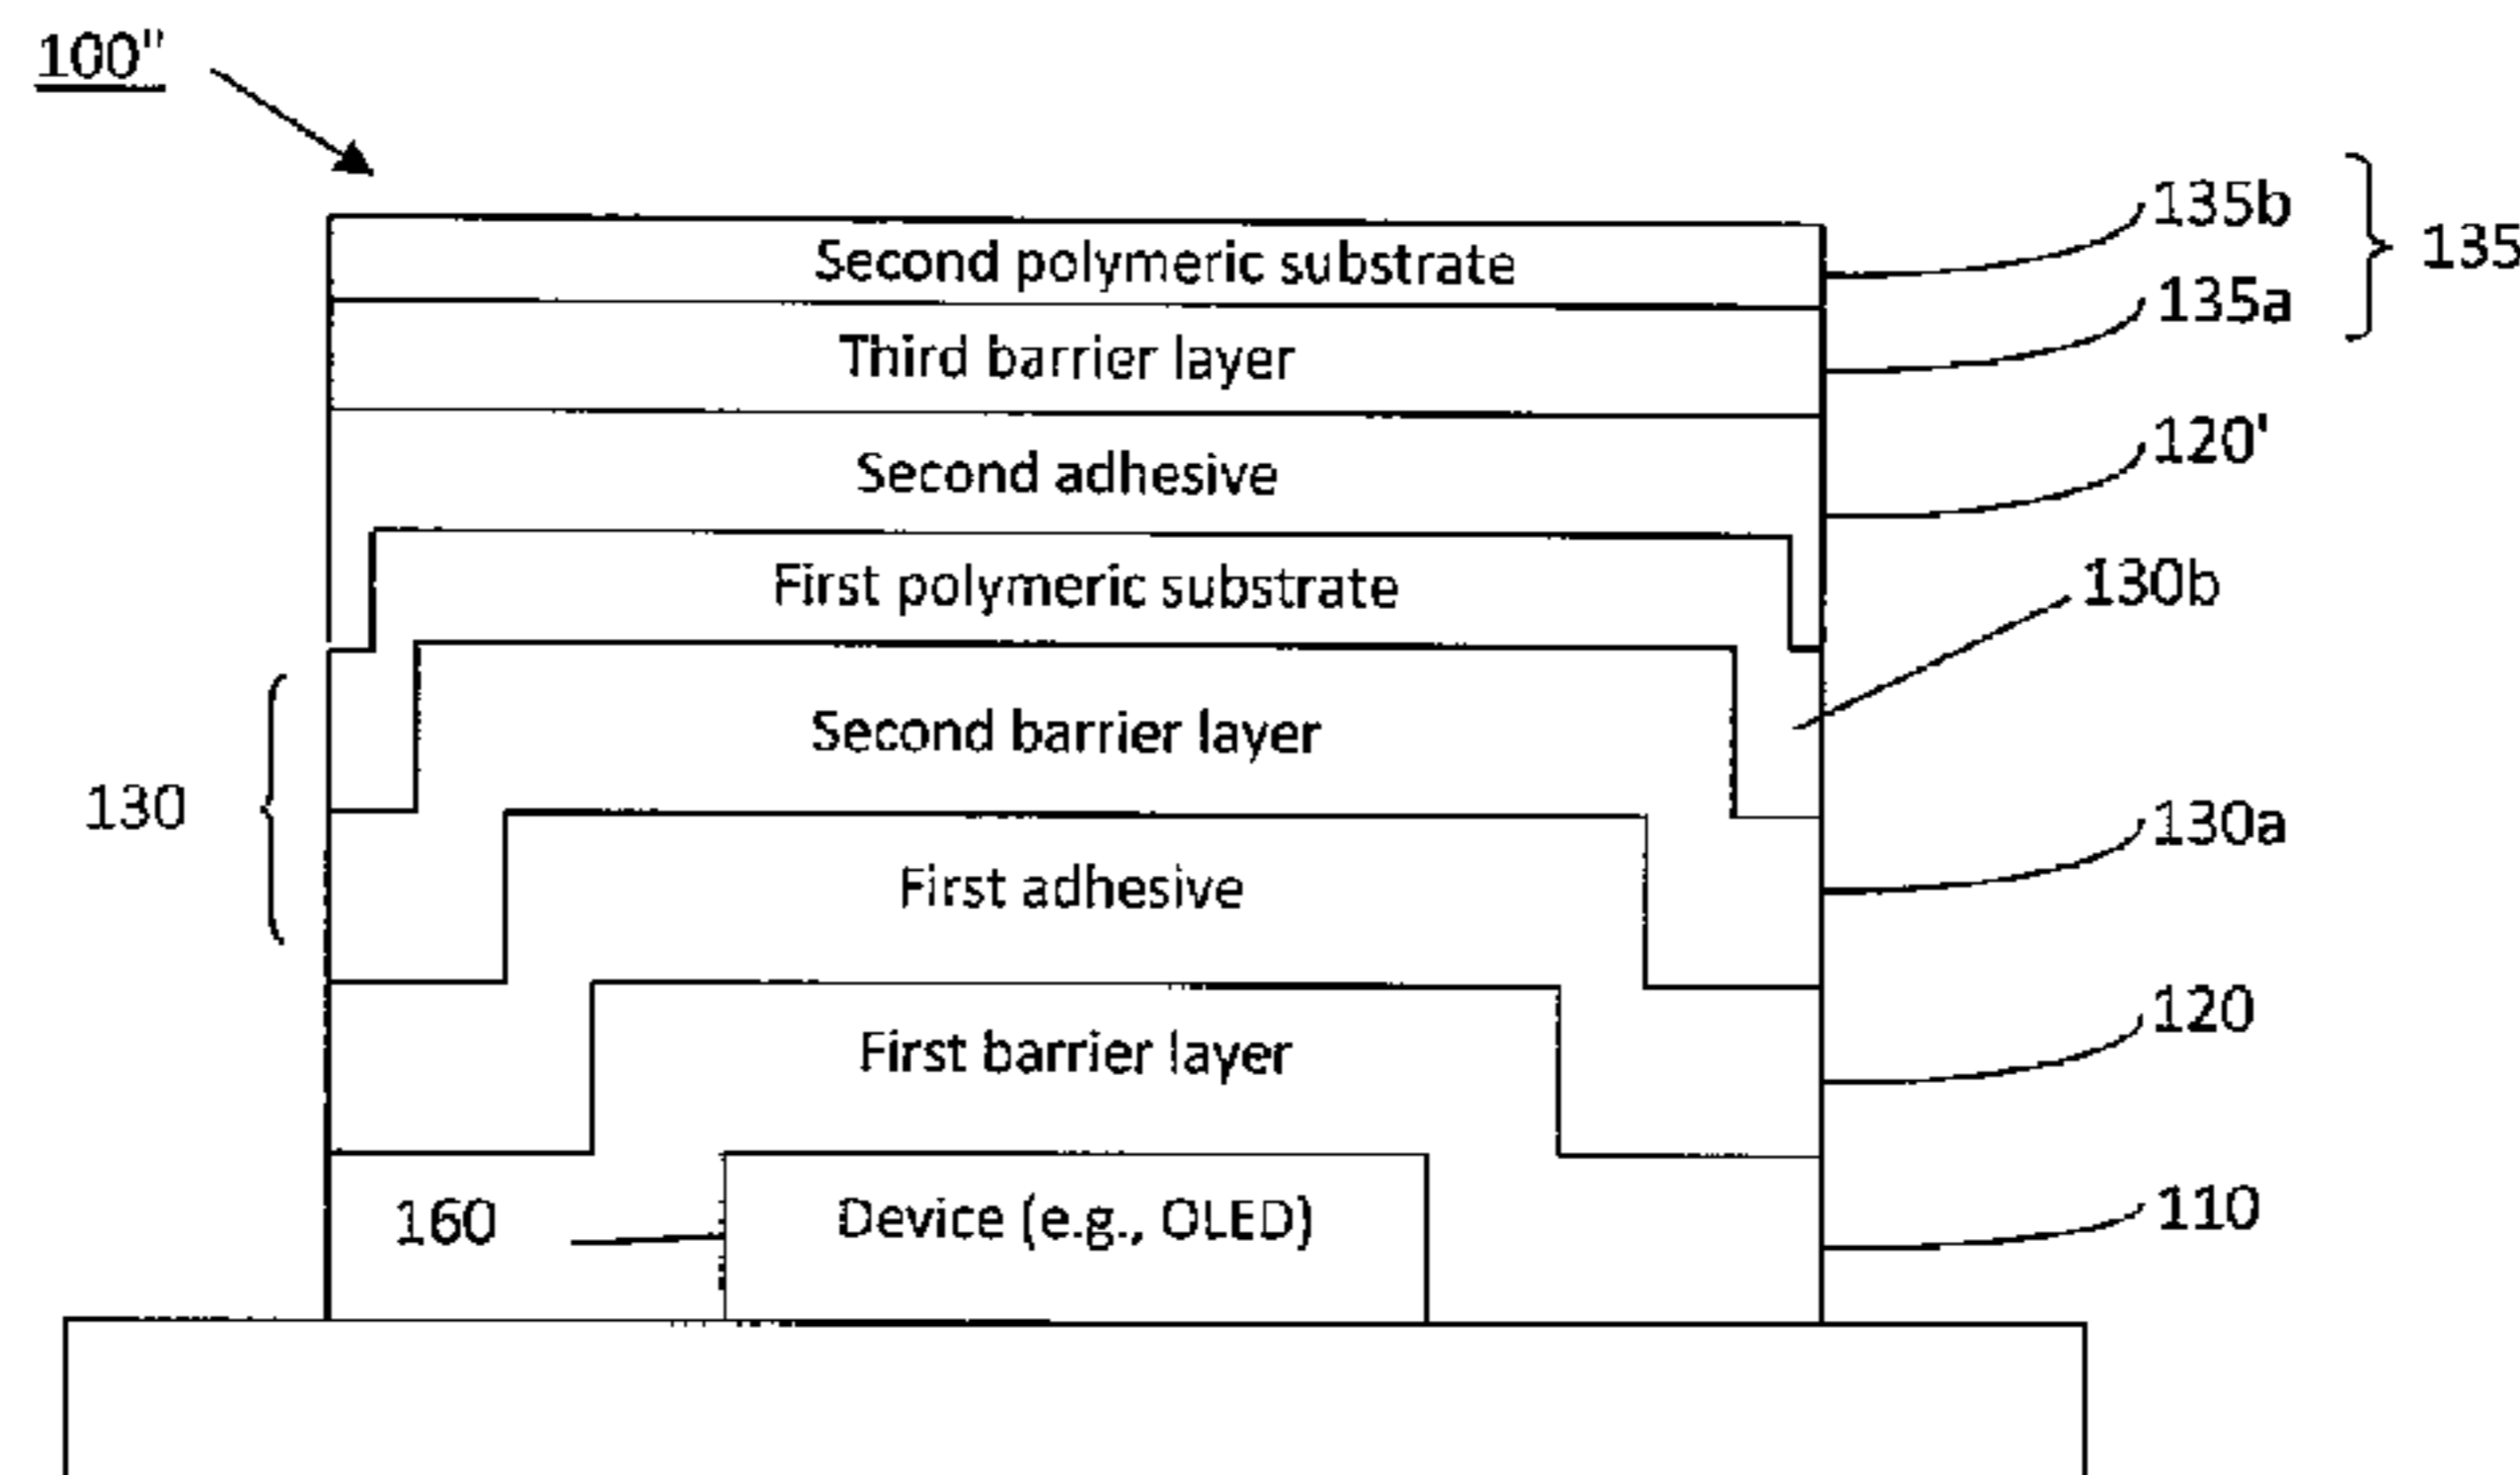 100"
135b
Second polymeric substrate
135
135a
Third barrier layer
120'
Second adhesive
First polymeric substrate
130b
Second barrier layer
130
130a
First adhesive
120
First barrier layer
110
160
Device (e.g., OLED)